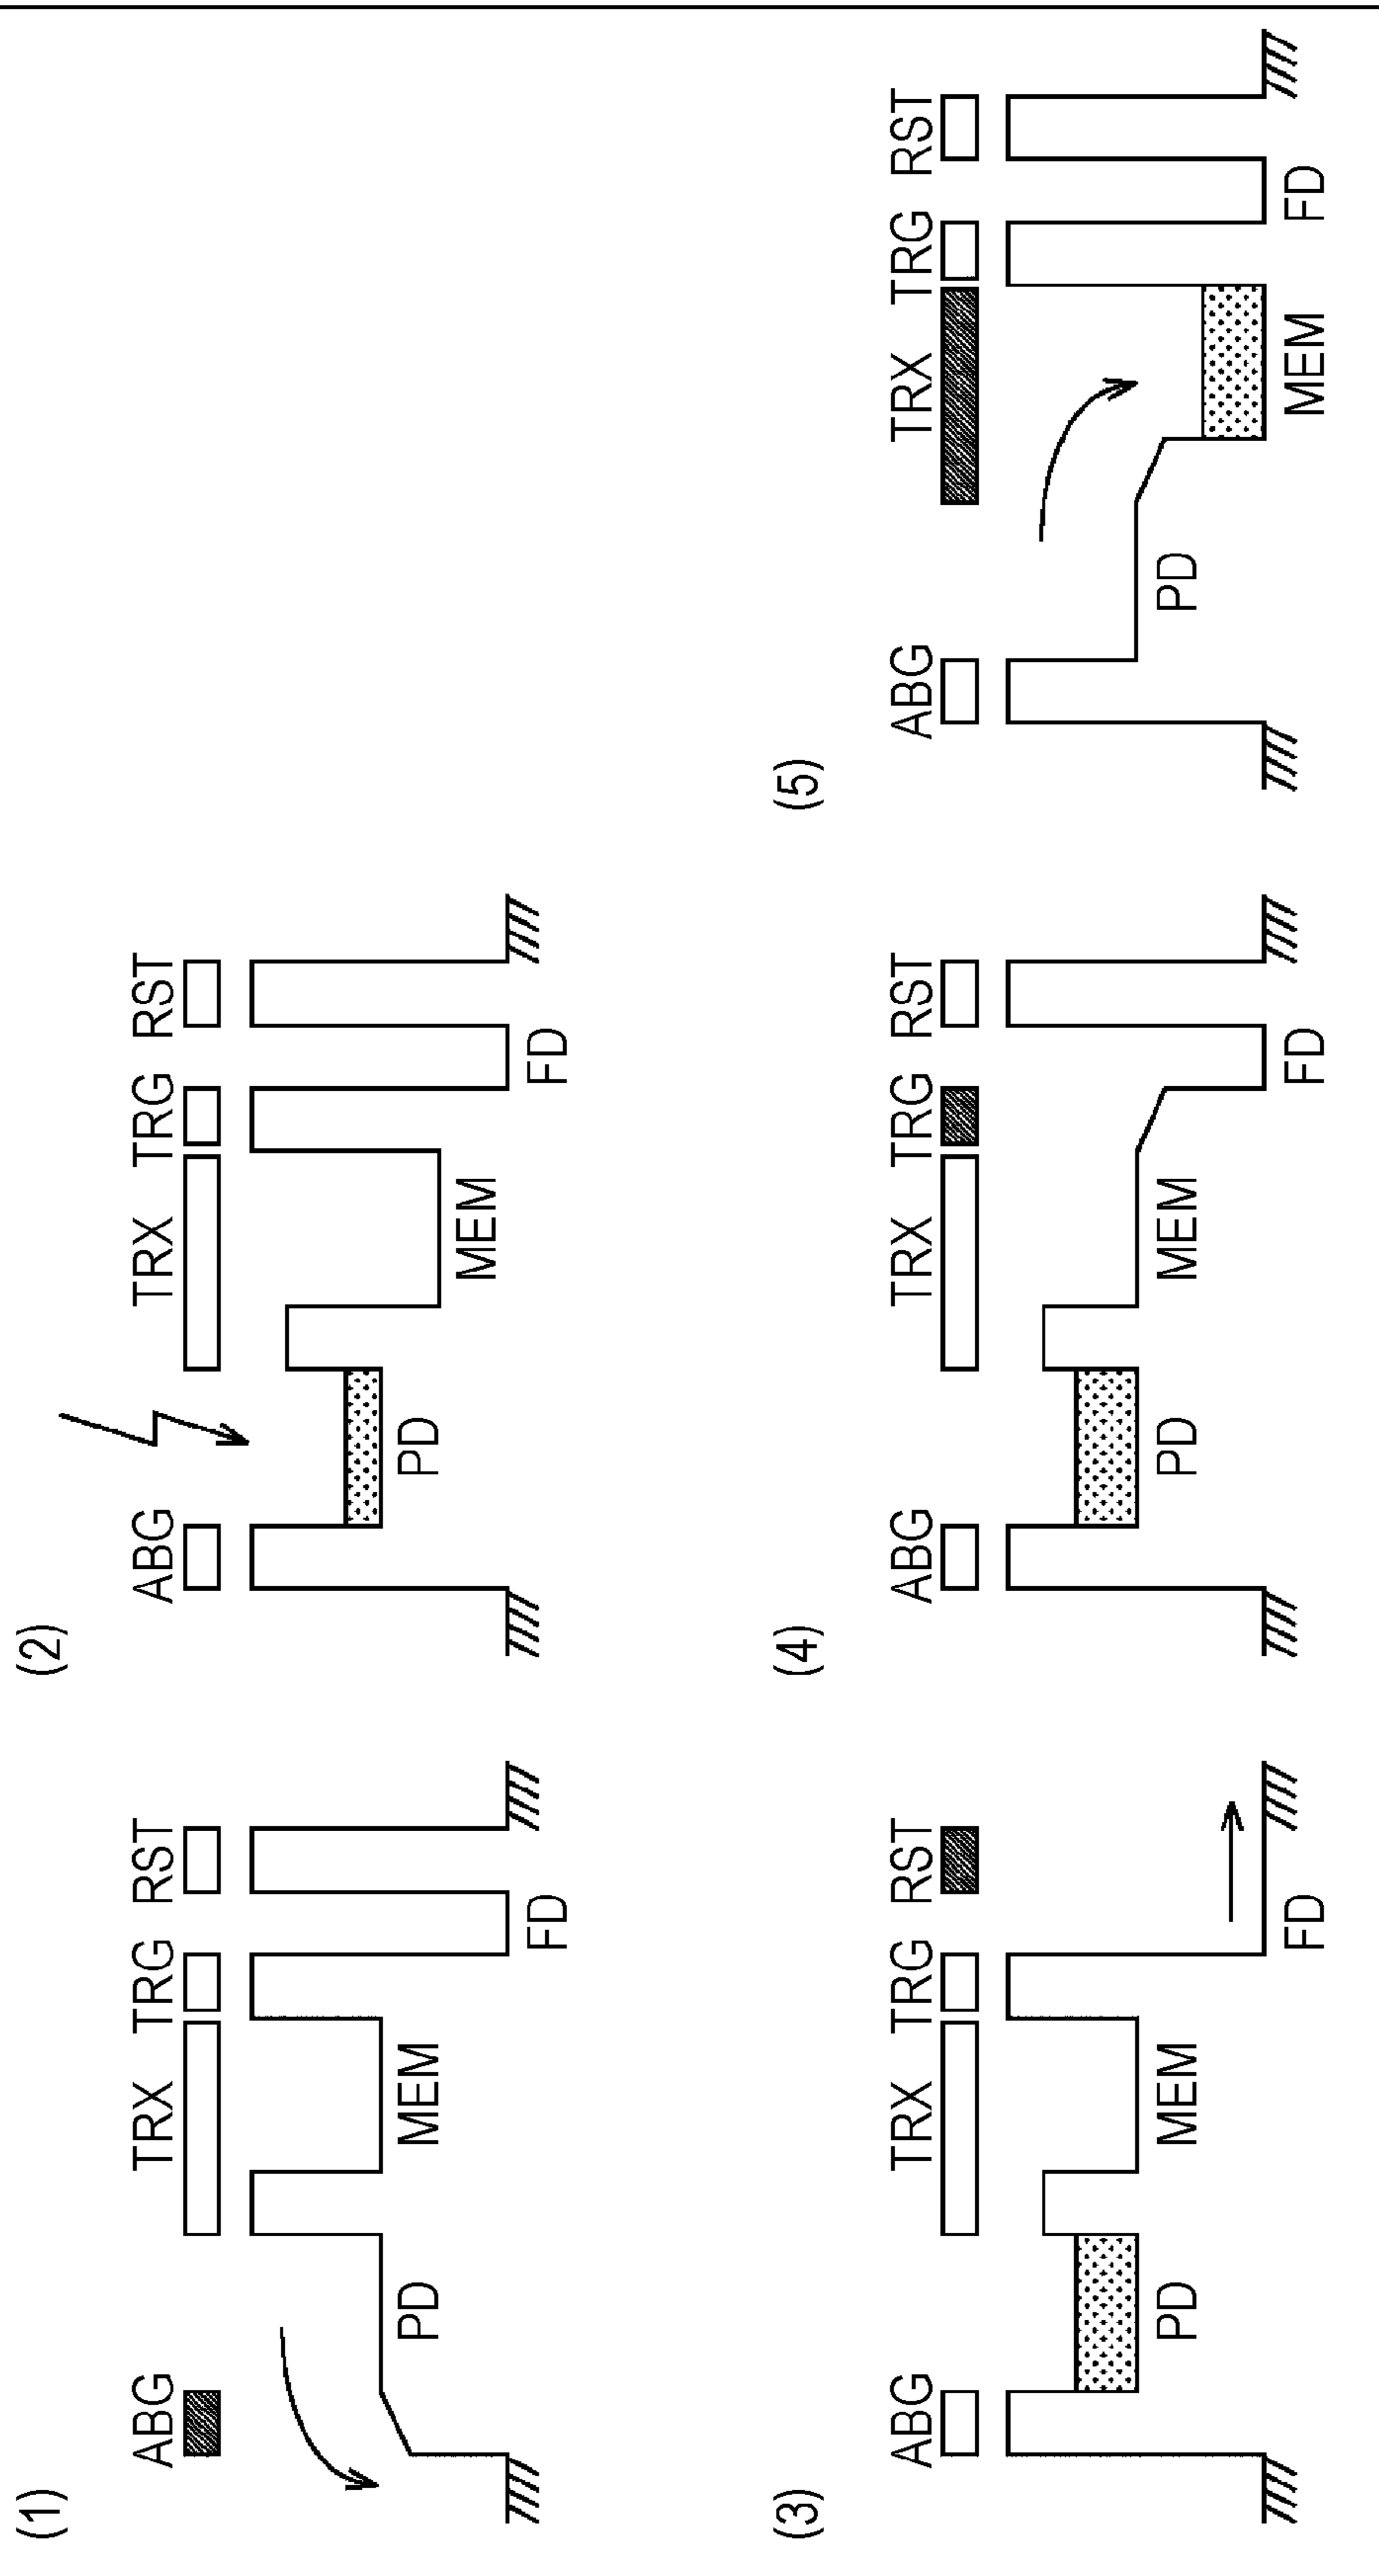 (1)
ABG TRX TRG RST
PD MEM FD
(2)
ABG TRX TRG RST
PD MEM FD
(3)
ABG TRX TRG RST
PD MEM FD
(4)
ABG TRX TRG RST
PD MEM FD
(5)
ABG TRX TRG RST
PD MEM FD